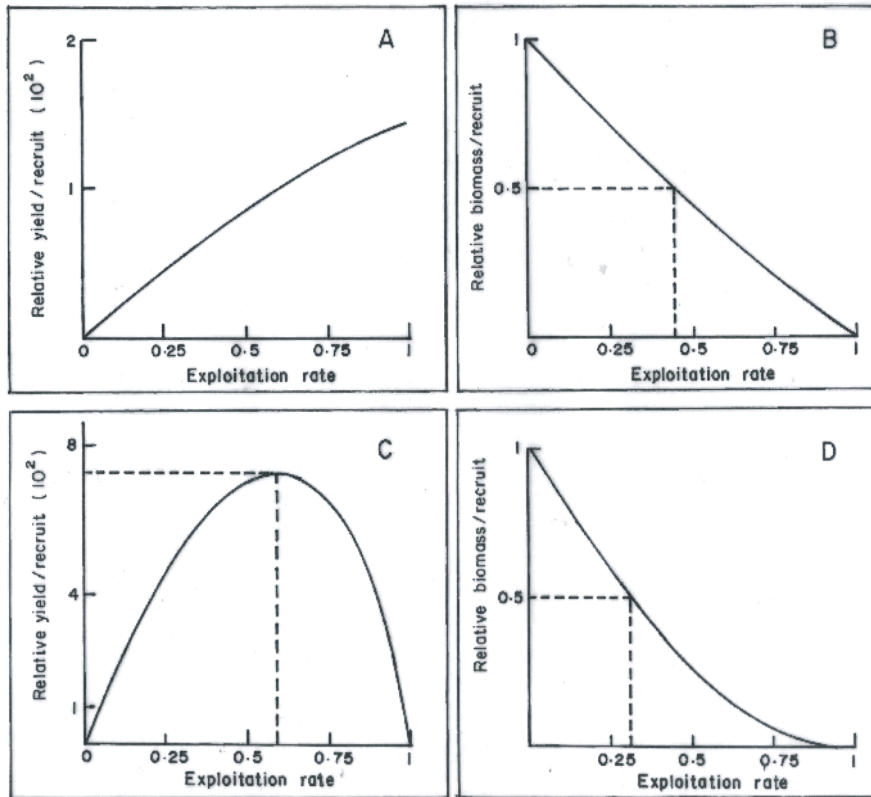 A
Relative yield/recruit (10²)
2
1
0
0·25
0·5
0·75
1
Exploitation rate
B
Relative biomass/recruit
1
0·5
0
0·25
0·5
0·75
1
Exploitation rate
C
Relative yield/recruit (10²)
8
4
1
0
0·25
0·5
0·75
1
Exploitation rate
D
Relative biomass/recruit
1
0·5
0·25
0·5
0·75
1
Exploitation rate